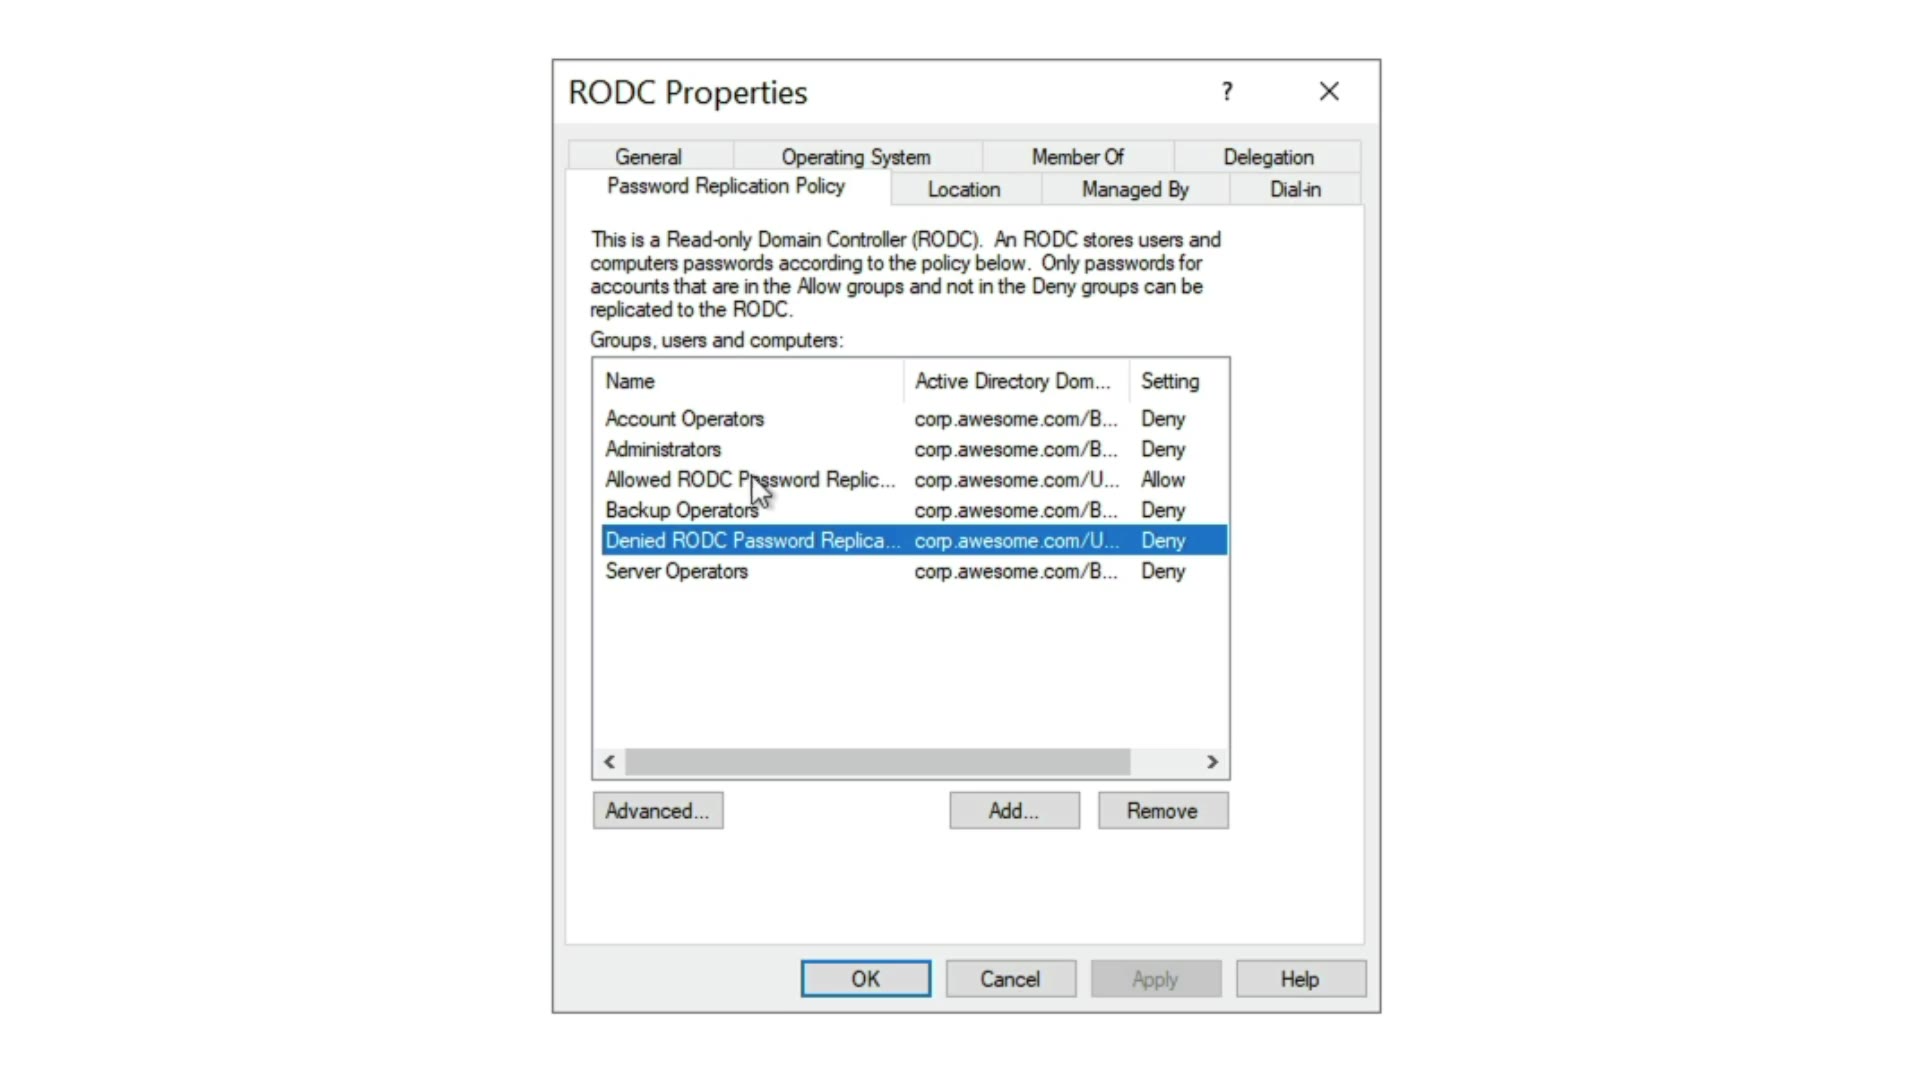 RODC Properties ?
General Operating System Member Of Delegation
Password Replication Policy Location Managed By Dial-in
This is a Read-only Domain Controller (RODC). An RODC stores users and
computers passwords according to the policy below. Only passwords for
accounts that are in the Allow groups and not in the Deny groups can be
replicated to the RODC.
Groups, users and computers:
Name Active Directory Dom... Setting
Account Operators corp.awesome.com/B... Deny
Administrators corp.awesome.com/B... Deny
Allowed RODC Password Replic... corp.awesome.com/U... Allow
Backup Operators corp.awesome.com/B... Deny
Denied RODC Password Replica... corp.awesome.com/U... Deny
Server Operators corp.awesome.com/B... Deny
Advanced... Add... Remove
OK Cancel Apply Help